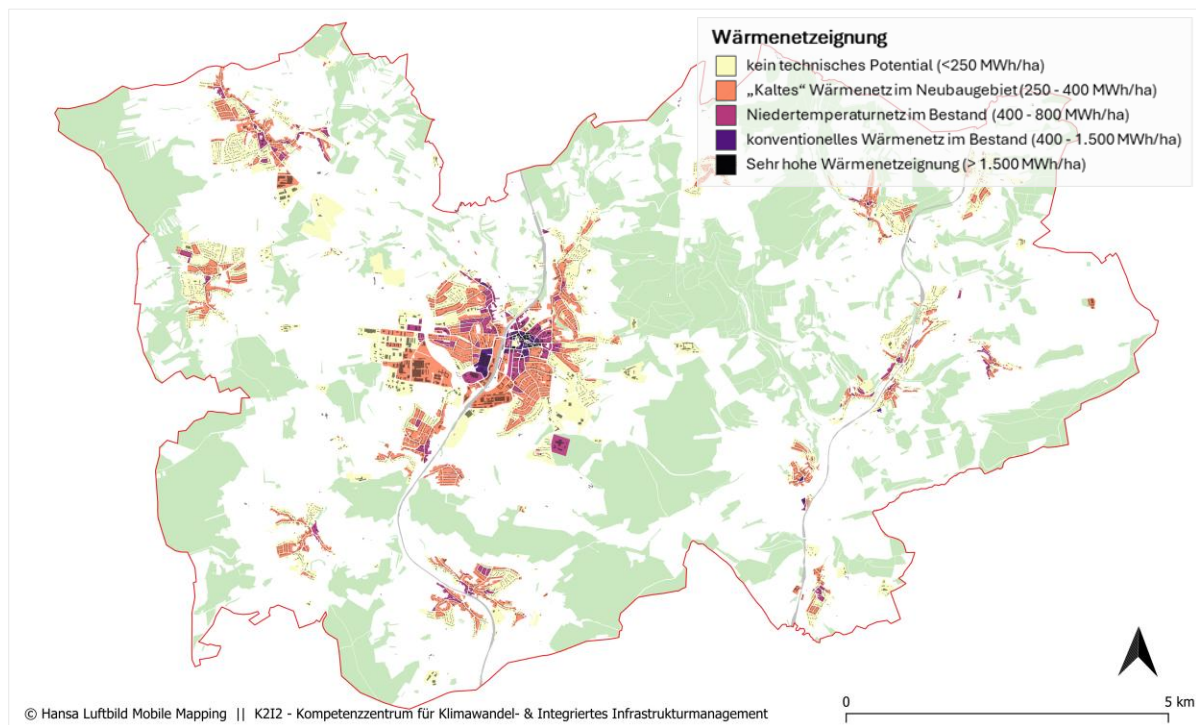 Wärmenetzeignung
kein technisches Potential (<250 MWh/ha)
„Kaltes“ Wärmenetz im Neubaugebiet (250 - 400 MWh/ha)
Niedertemperaturnetz im Bestand (400 - 800 MWh/ha)
konventionelles Wärmenetz im Bestand (400 - 1.500 MWh/ha)
Sehr hohe Wärmenetzeignung (> 1.500 MWh/ha)
© Hansa Luftbild Mobile Mapping || K2I2 - Kompetenzzentrum für Klimawandel- & Integriertes Infrastrukturmanagement
0 5 km